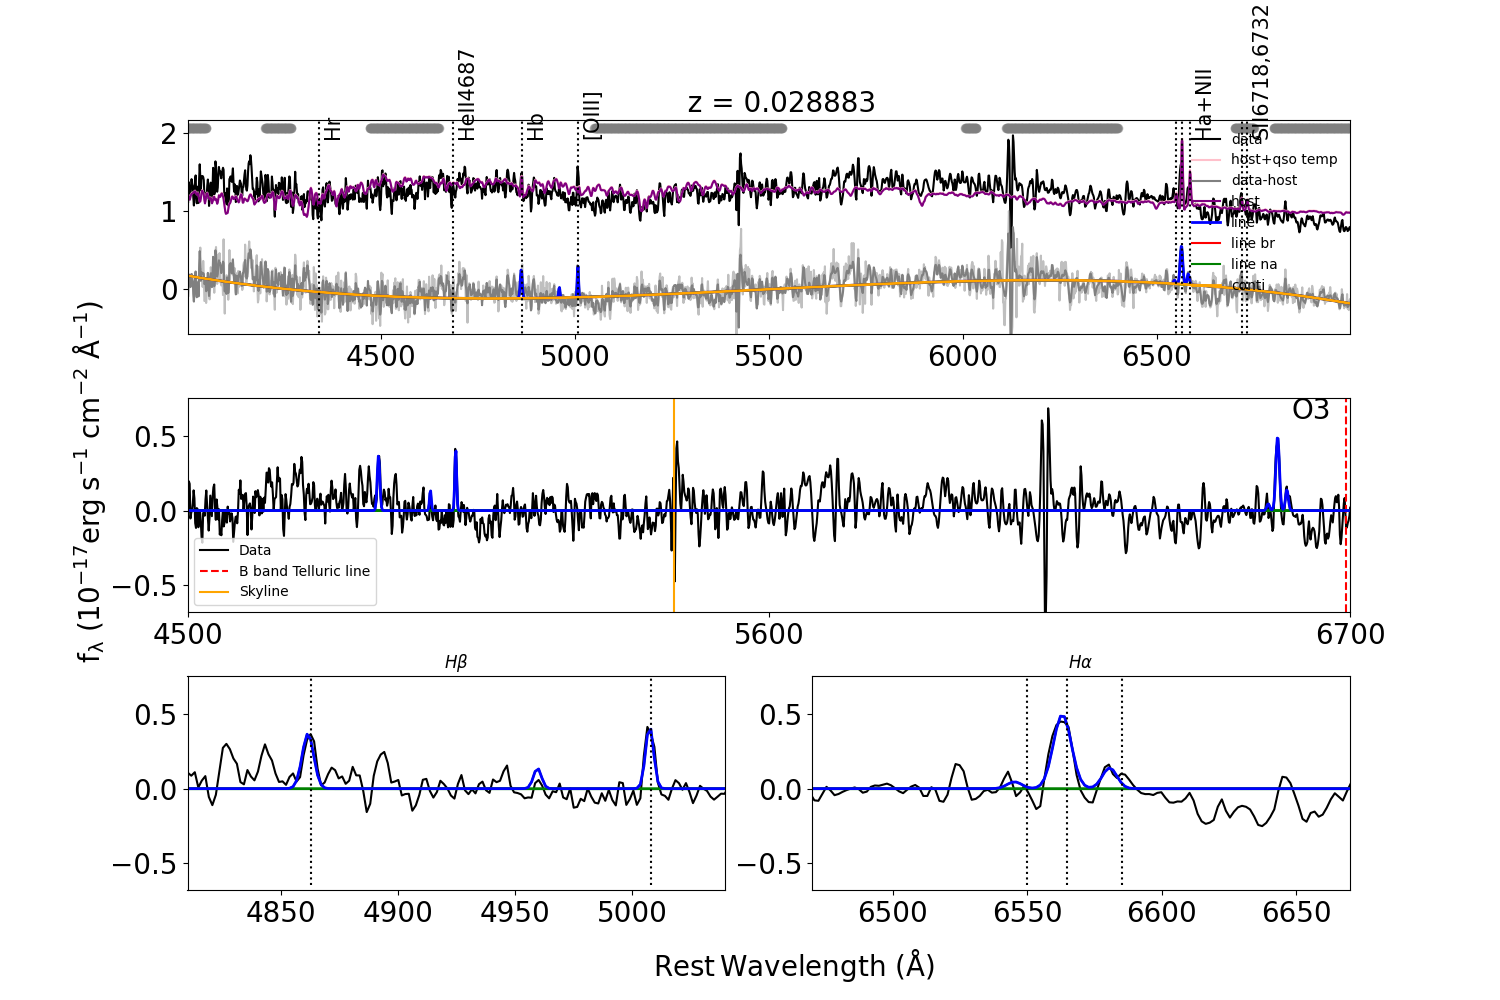 z = 0.028883
Hr
HeII4687
Hb
[OIII]
Ha+NII
SII6718,6732
2
1
0
data
host+qso temp
data-host
host
line
line br
line na
conti
4500
5000
5500
6000
6500
f_λ (10⁻¹⁷erg s⁻¹ cm⁻² Å⁻¹)
O3
0.5
0.0
−0.5
Data
B band Telluric line
Skyline
4500
5600
6700
Hβ
0.5
0.0
−0.5
4850
4900
4950
5000
Hα
0.5
0.0
−0.5
6500
6550
6600
6650
Rest Wavelength (Å)